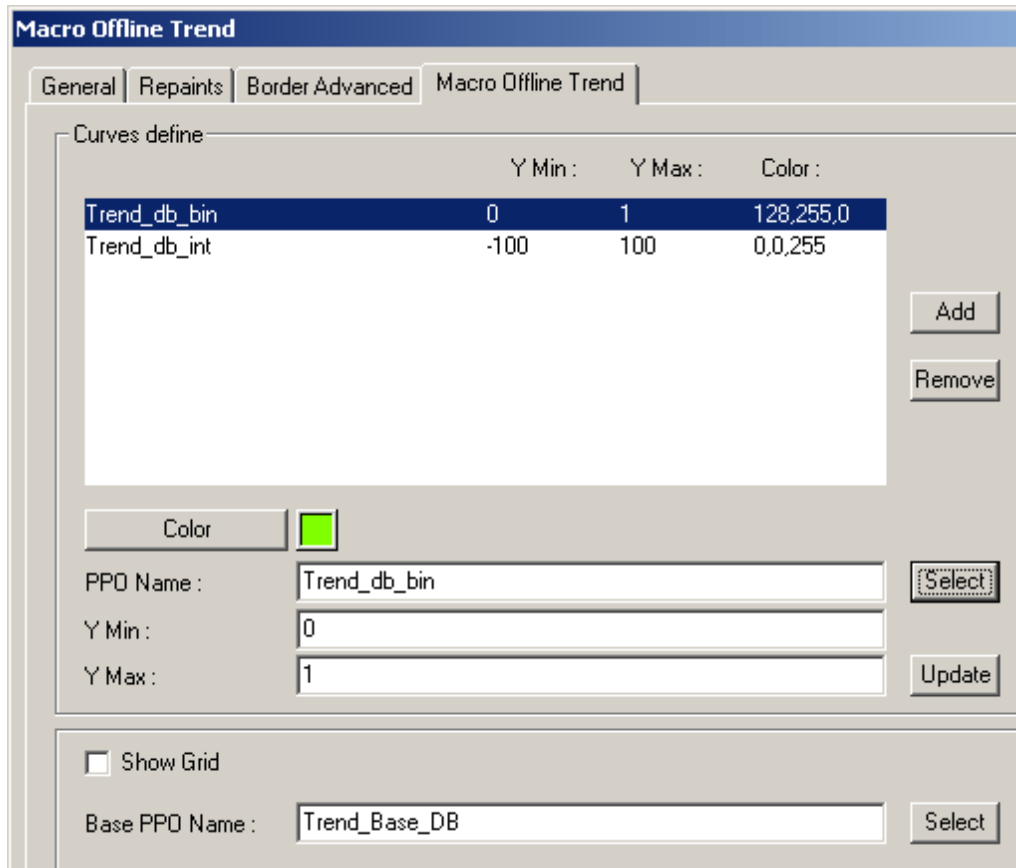 Macro Offline Trend
General Repaints Border Advanced Macro Offline Trend
Curves define
Y Min : Y Max : Color :
Trend_db_bin 0 1 128,255,0
Trend_db_int -100 100 0,0,255
Add
Remove
Color
PPO Name : Trend_db_bin Select
Y Min : 0
Y Max : 1 Update
Show Grid
Base PPO Name : Trend_Base_DB Select